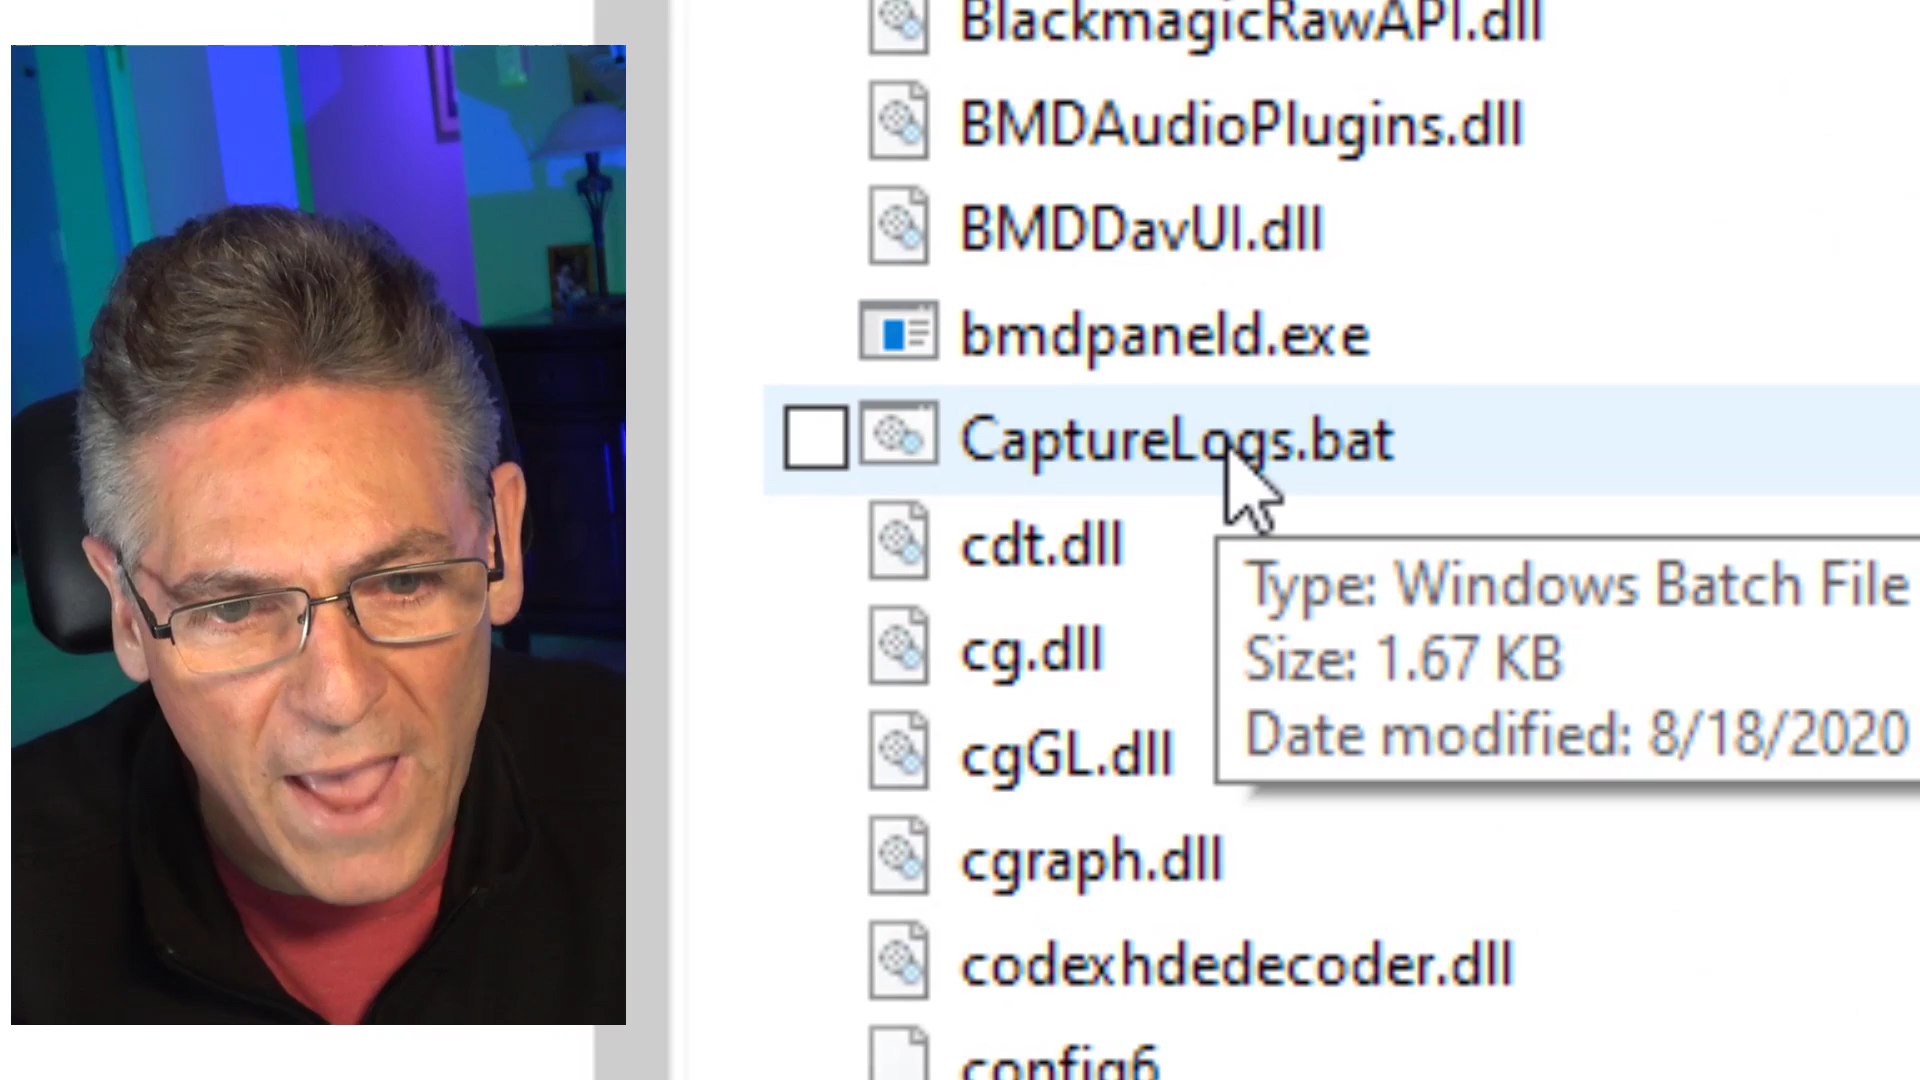 BlackmagicRawAPI.dll
BMDAudioPlugins.dll
BMDDavUI.dll
bmdpaneld.exe
CaptureLogs.bat
cdt.dll
Type: Windows Batch File
cg.dll
Size: 1.67 KB
Date modified: 8/18/2020
cgGL.dll
cgraph.dll
codexhdedecoder.dll
config6